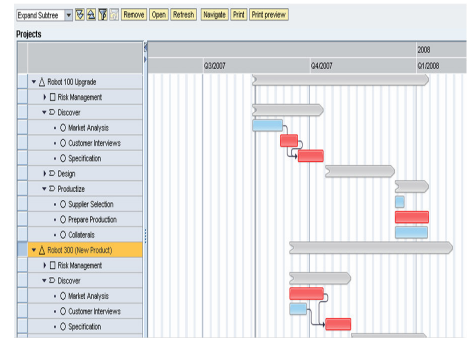 Expand Subtree Remove Open Refresh Navigate Print Print preview
Projects
2008
Q3/2007 Q4/2007 Q1/2008
Robot 100 Upgrade
Risk Management
Discover
Market Analysis
Customer Interviews
Specification
Design
Productize
Supplier Selection
Prepare Production
Collaterals
Robot 300 (New Product)
Risk Management
Discover
Market Analysis
Customer Interviews
Specification